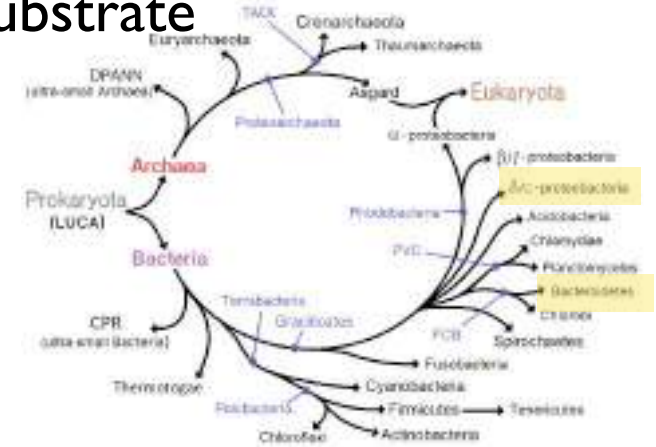 ubstrate
TACK
Crenarchaeota
Euryarchaeota
Thaumarchaeota
DPANN
(ultra-small Archaea)
Asgard
Eukaryota
Proteoarchaeota
α-proteobacteria
β/γ-proteobacteria
Archaea
δ/ε-proteobacteria
Prokaryota
(LUCA)
Rhodobacteria
Acidobacteria
PVC
Chlamydiae
Bacteria
Planctomycetes
Bacteroidetes
Terrabacteria
Gracilicutes
Chlorobi
CPR
(ultra-small Bacteria)
FCB
Spirochaetes
Fusobacteria
Thermotogae
Cyanobacteria
Firmicutes
Tenericutes
Chloroflexi
Actinobacteria